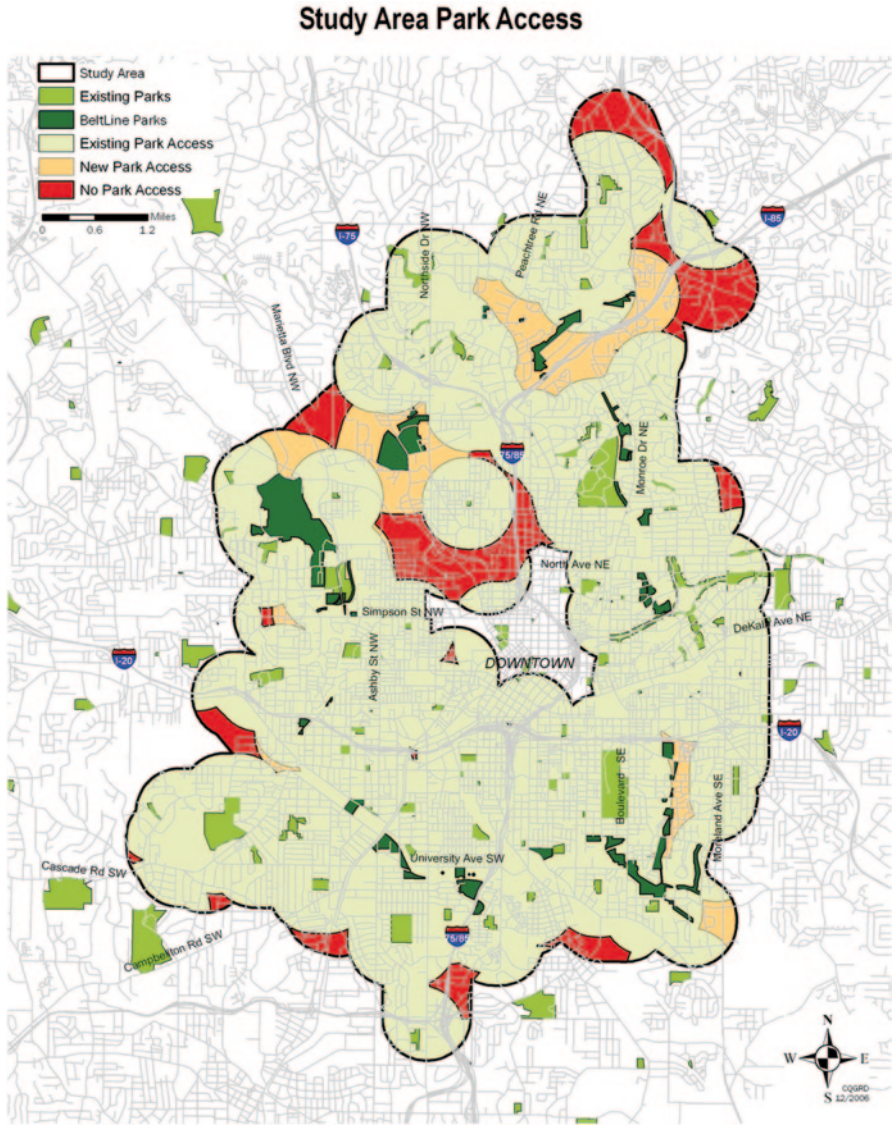 Study Area Park Access
Study Area
Existing Parks
BeltLine Parks
Existing Park Access
New Park Access
No Park Access
0 0.6 1.2 Miles
I-75
I-85
Northside Dr NW
Peachtree Rd NE
Marietta Blvd NW
75/85
Monroe Dr NE
North Ave NE
Simpson St NW
DeKalb Ave NE
I-20
Ashby St NW
DOWNTOWN
I-20
Boulevard SE
Moreland Ave SE
University Ave SW
Cascade Rd SW
Campbellton Rd SW
75/85
N
W E
S
CQGRD
12/2006